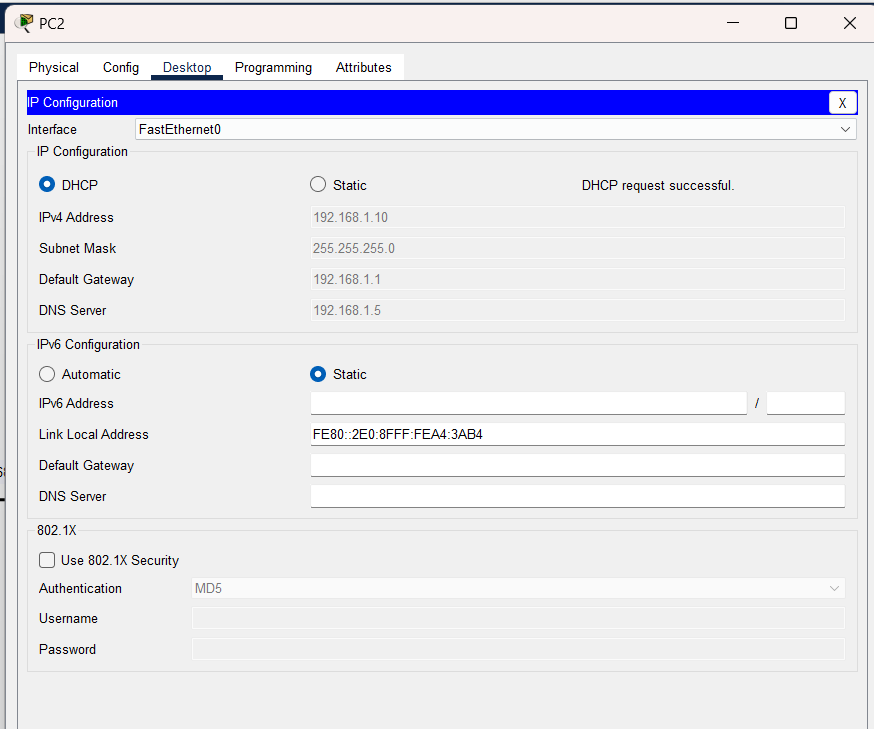 PC2
Physical Config Desktop Programming Attributes
IP Configuration X
Interface FastEthernet0
IP Configuration
DHCP Static DHCP request successful.
IPv4 Address 192.168.1.10
Subnet Mask 255.255.255.0
Default Gateway 192.168.1.1
DNS Server 192.168.1.5
IPv6 Configuration
Automatic Static
IPv6 Address /
Link Local Address FE80::2E0:8FFF:FEA4:3AB4
Default Gateway
DNS Server
802.1X
Use 802.1X Security
Authentication MD5
Username
Password